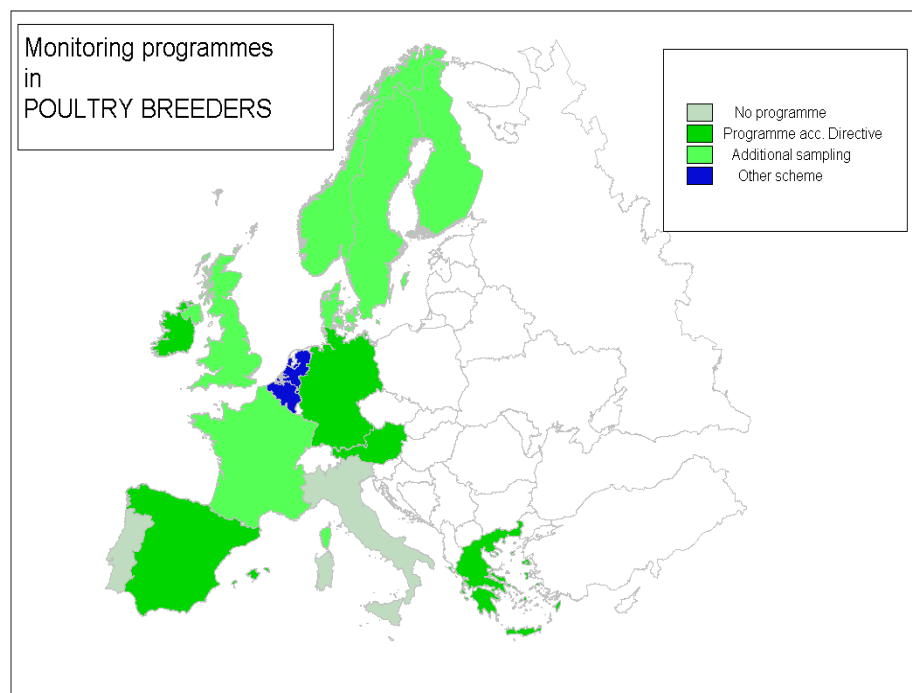 Monitoring programmes
in
POULTRY BREEDERS
No programme
Programme acc. Directive
Additional sampling
Other scheme